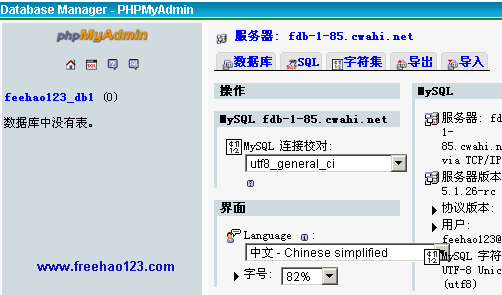 Database Manager - PHPMyAdmin
phpMyAdmin
SQL
feehao123_db1 (0)
数据库中没有表。
www.freehao123.com
服务器: fdb-1-85.cwahi.net
数据库
SQL
字符集
导出
导入
操作
MySQL fdb-1-85.cwahi.net
MySQL 连接校对:
utf8_general_ci
界面
Language :
中文 - Chinese simplified
字号: 82%
MySQL
服务器: fd
1-
85.cwahi.n
via TCP/IP
服务器版本
5.1.26-rc
协议版本:
用户:
feehao123@
MySQL 字符
UTF-8 Unic
(utf8)